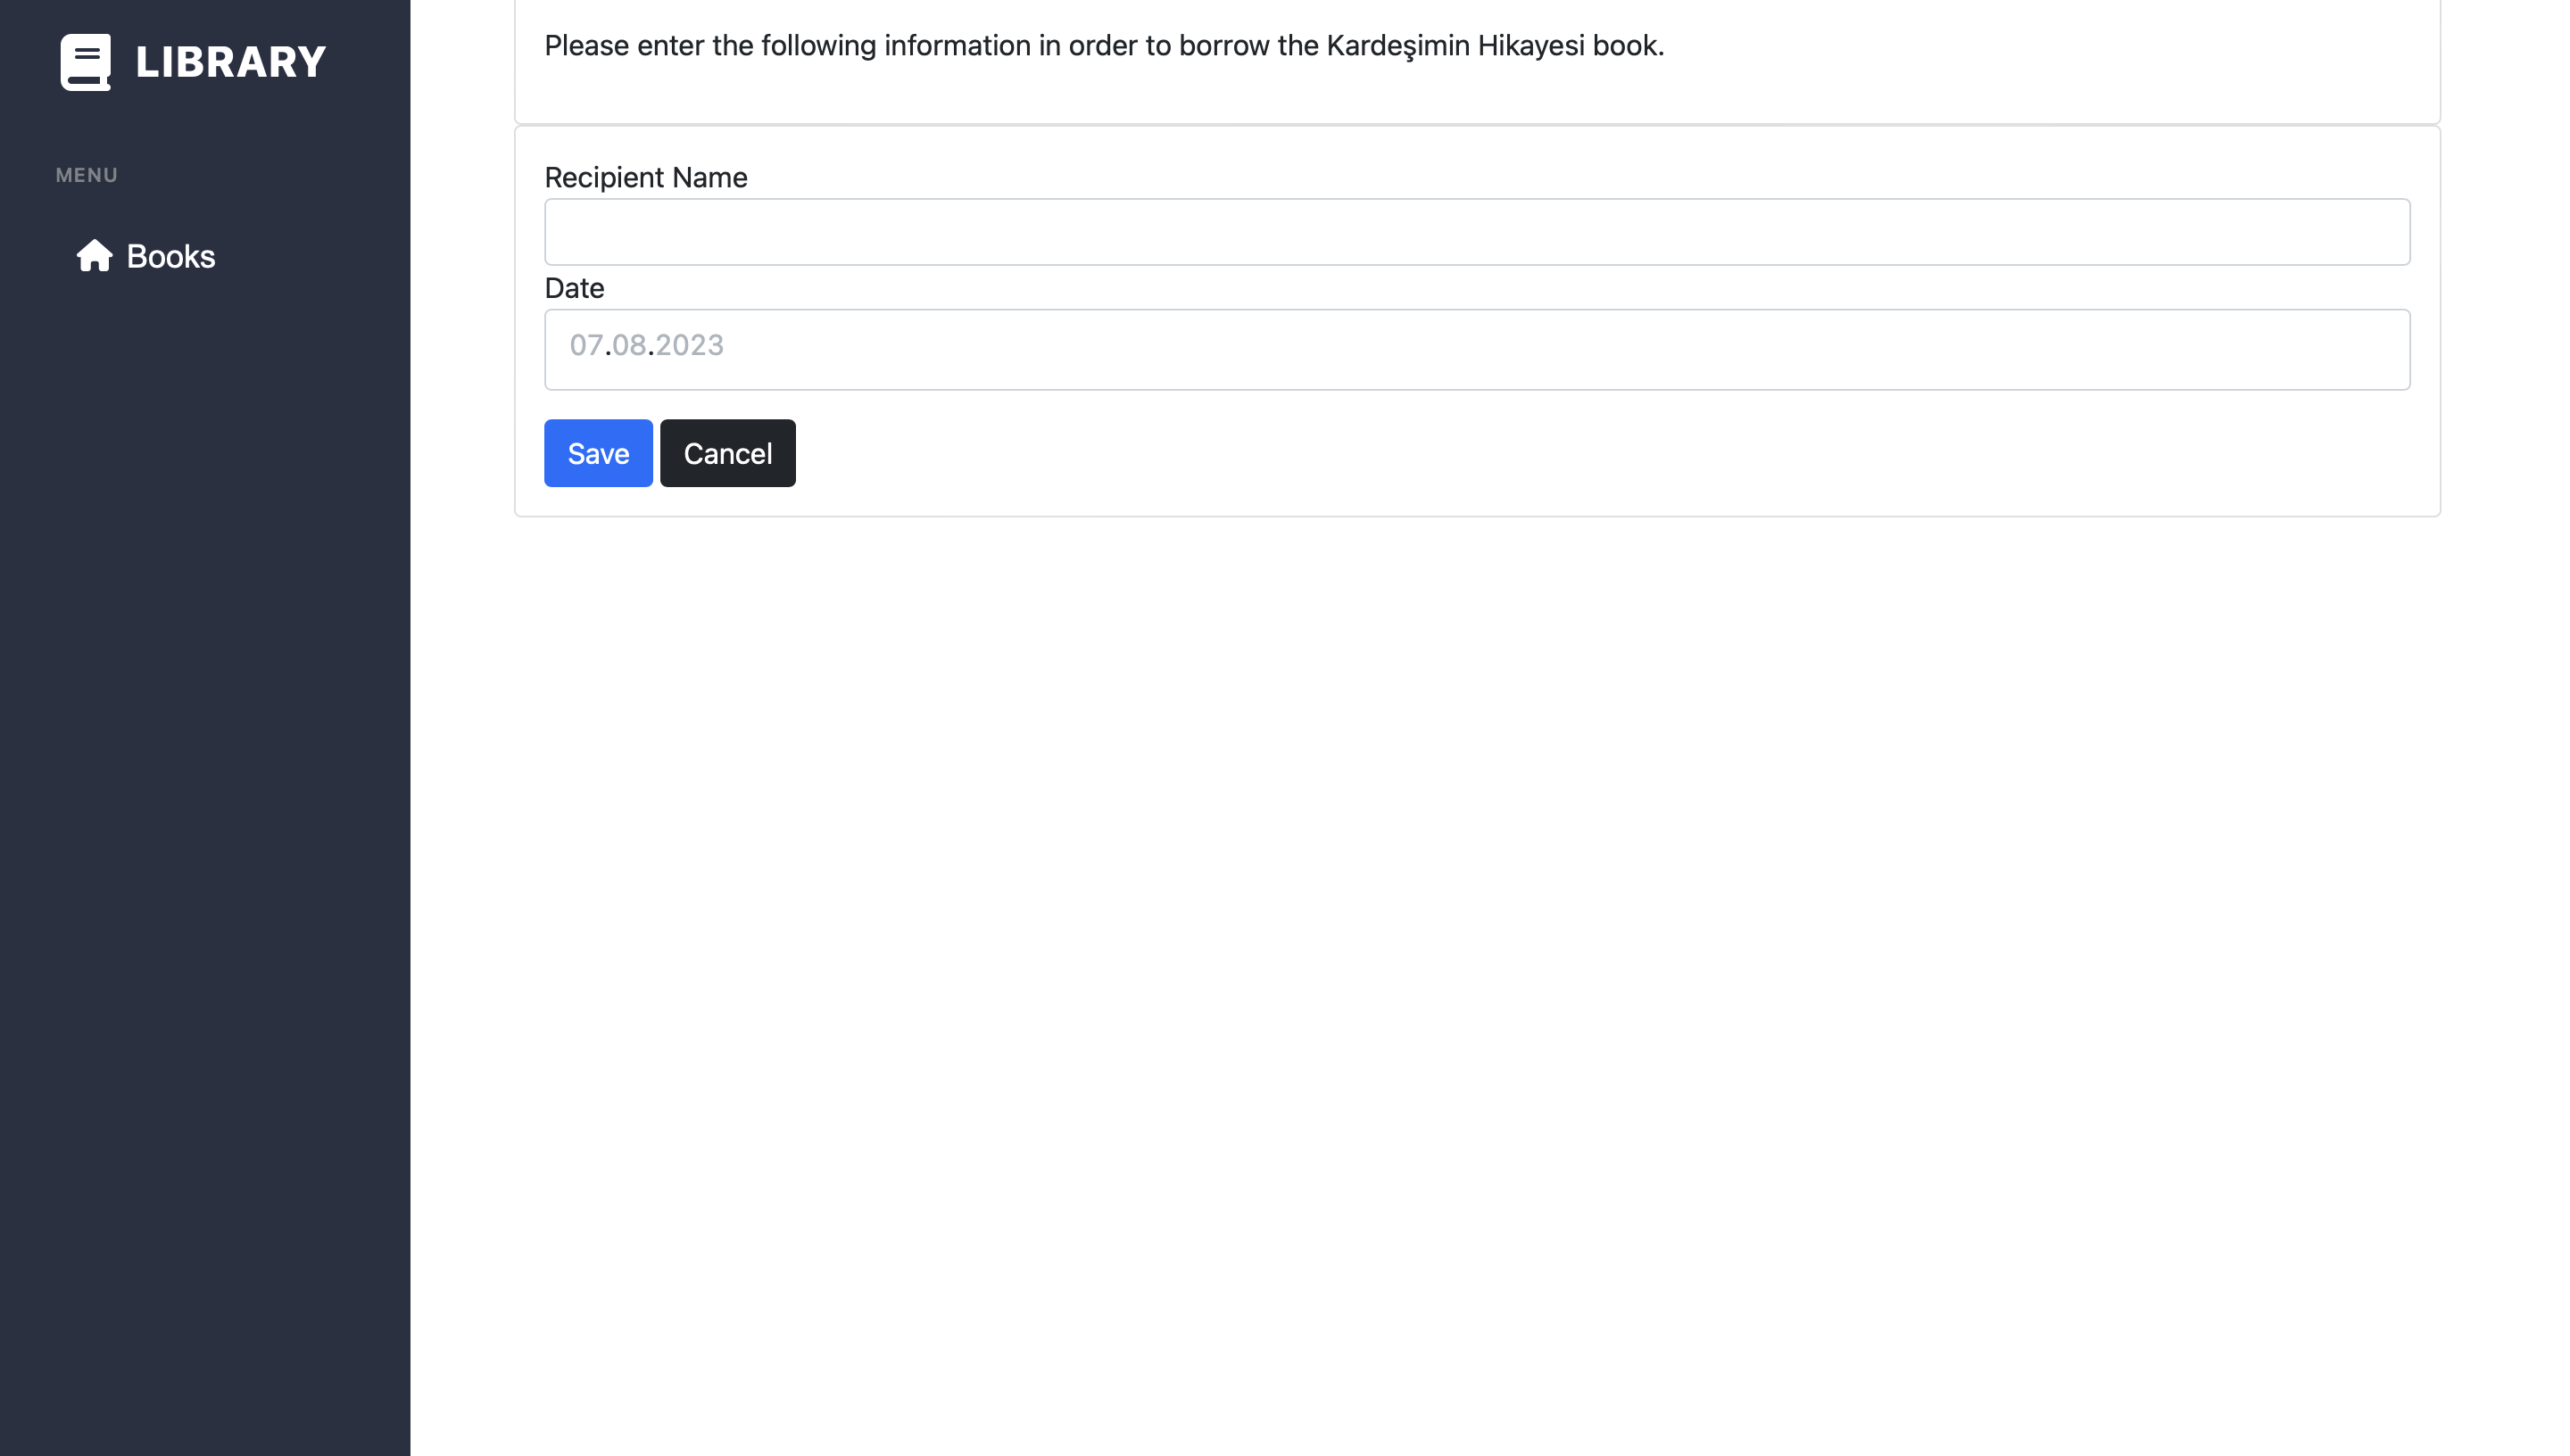 LIBRARY
MENU
Books
Please enter the following information in order to borrow the Kardeşimin Hikayesi book.
Recipient Name
Date
07.08.2023
Save Cancel